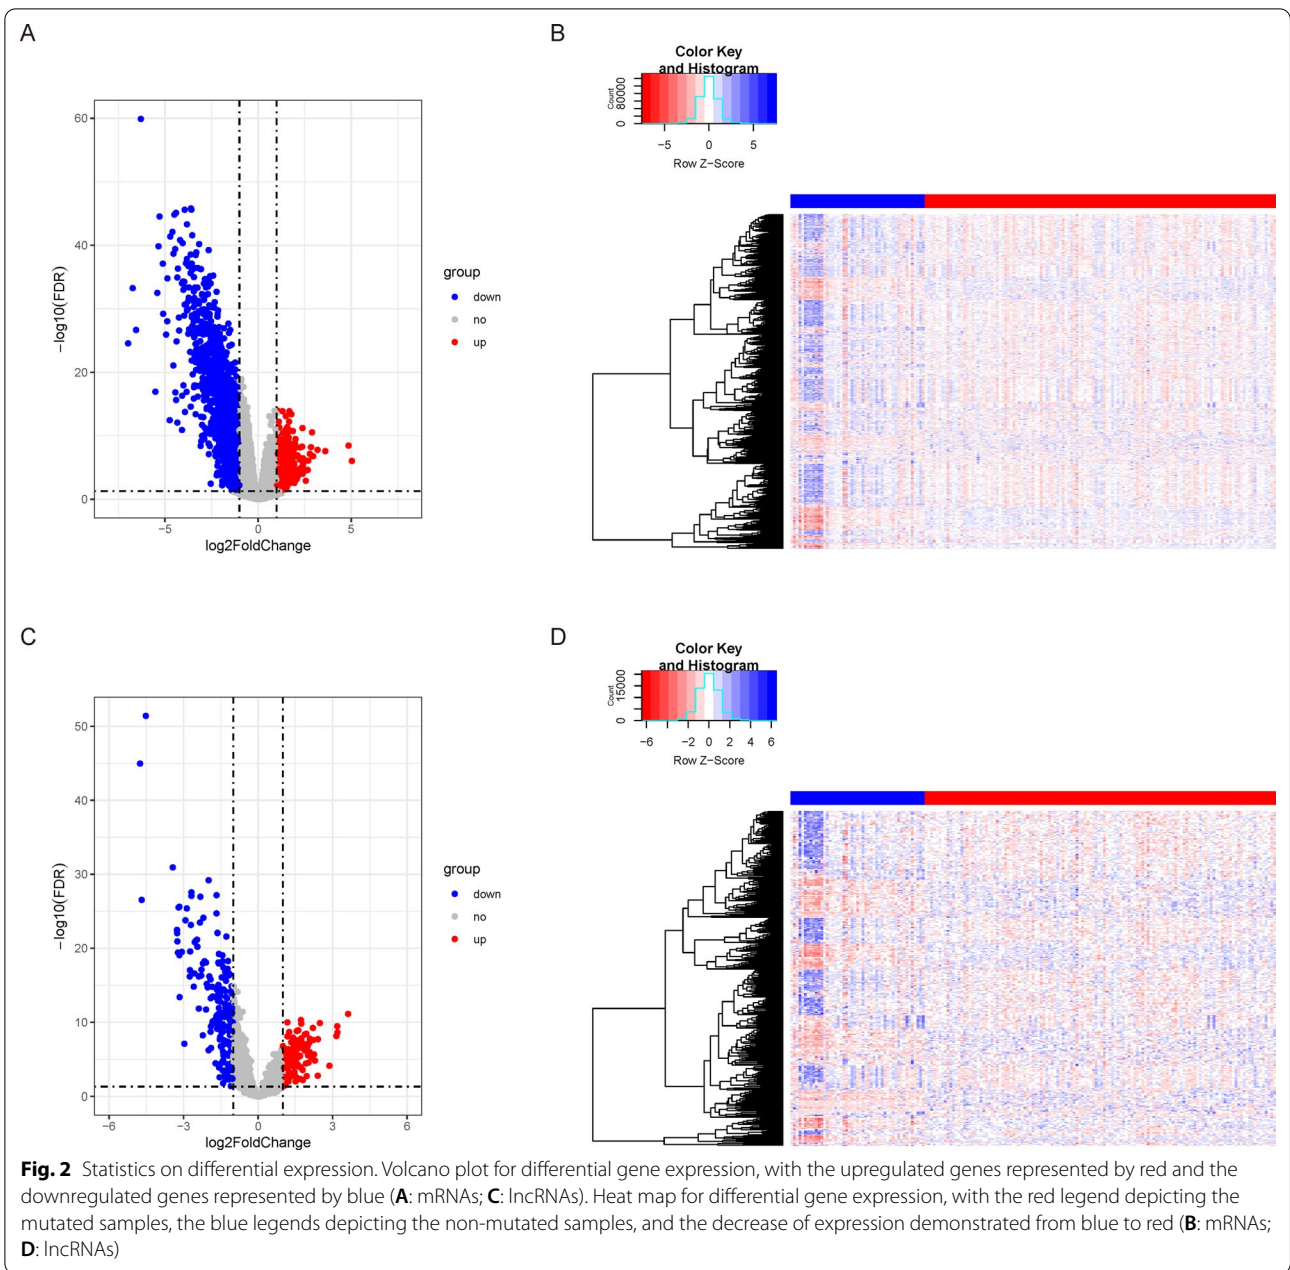 A
60
40
20
0
−log10(FDR)
−5
0
5
log2FoldChange
group
down
no
up
B
Color Key
and Histogram
Count
0
80000
−5
0
5
Row Z−Score
C
50
40
30
20
10
0
−log10(FDR)
−6
−3
0
3
6
log2FoldChange
group
down
no
up
D
Color Key
and Histogram
Count
0
15000
−6
−2
0
2
4
6
Row Z−Score
Fig. 2 Statistics on differential expression. Volcano plot for differential gene expression, with the upregulated genes represented by red and the
downregulated genes represented by blue (A: mRNAs; C: lncRNAs). Heat map for differential gene expression, with the red legend depicting the
mutated samples, the blue legends depicting the non-mutated samples, and the decrease of expression demonstrated from blue to red (B: mRNAs;
D: lncRNAs)